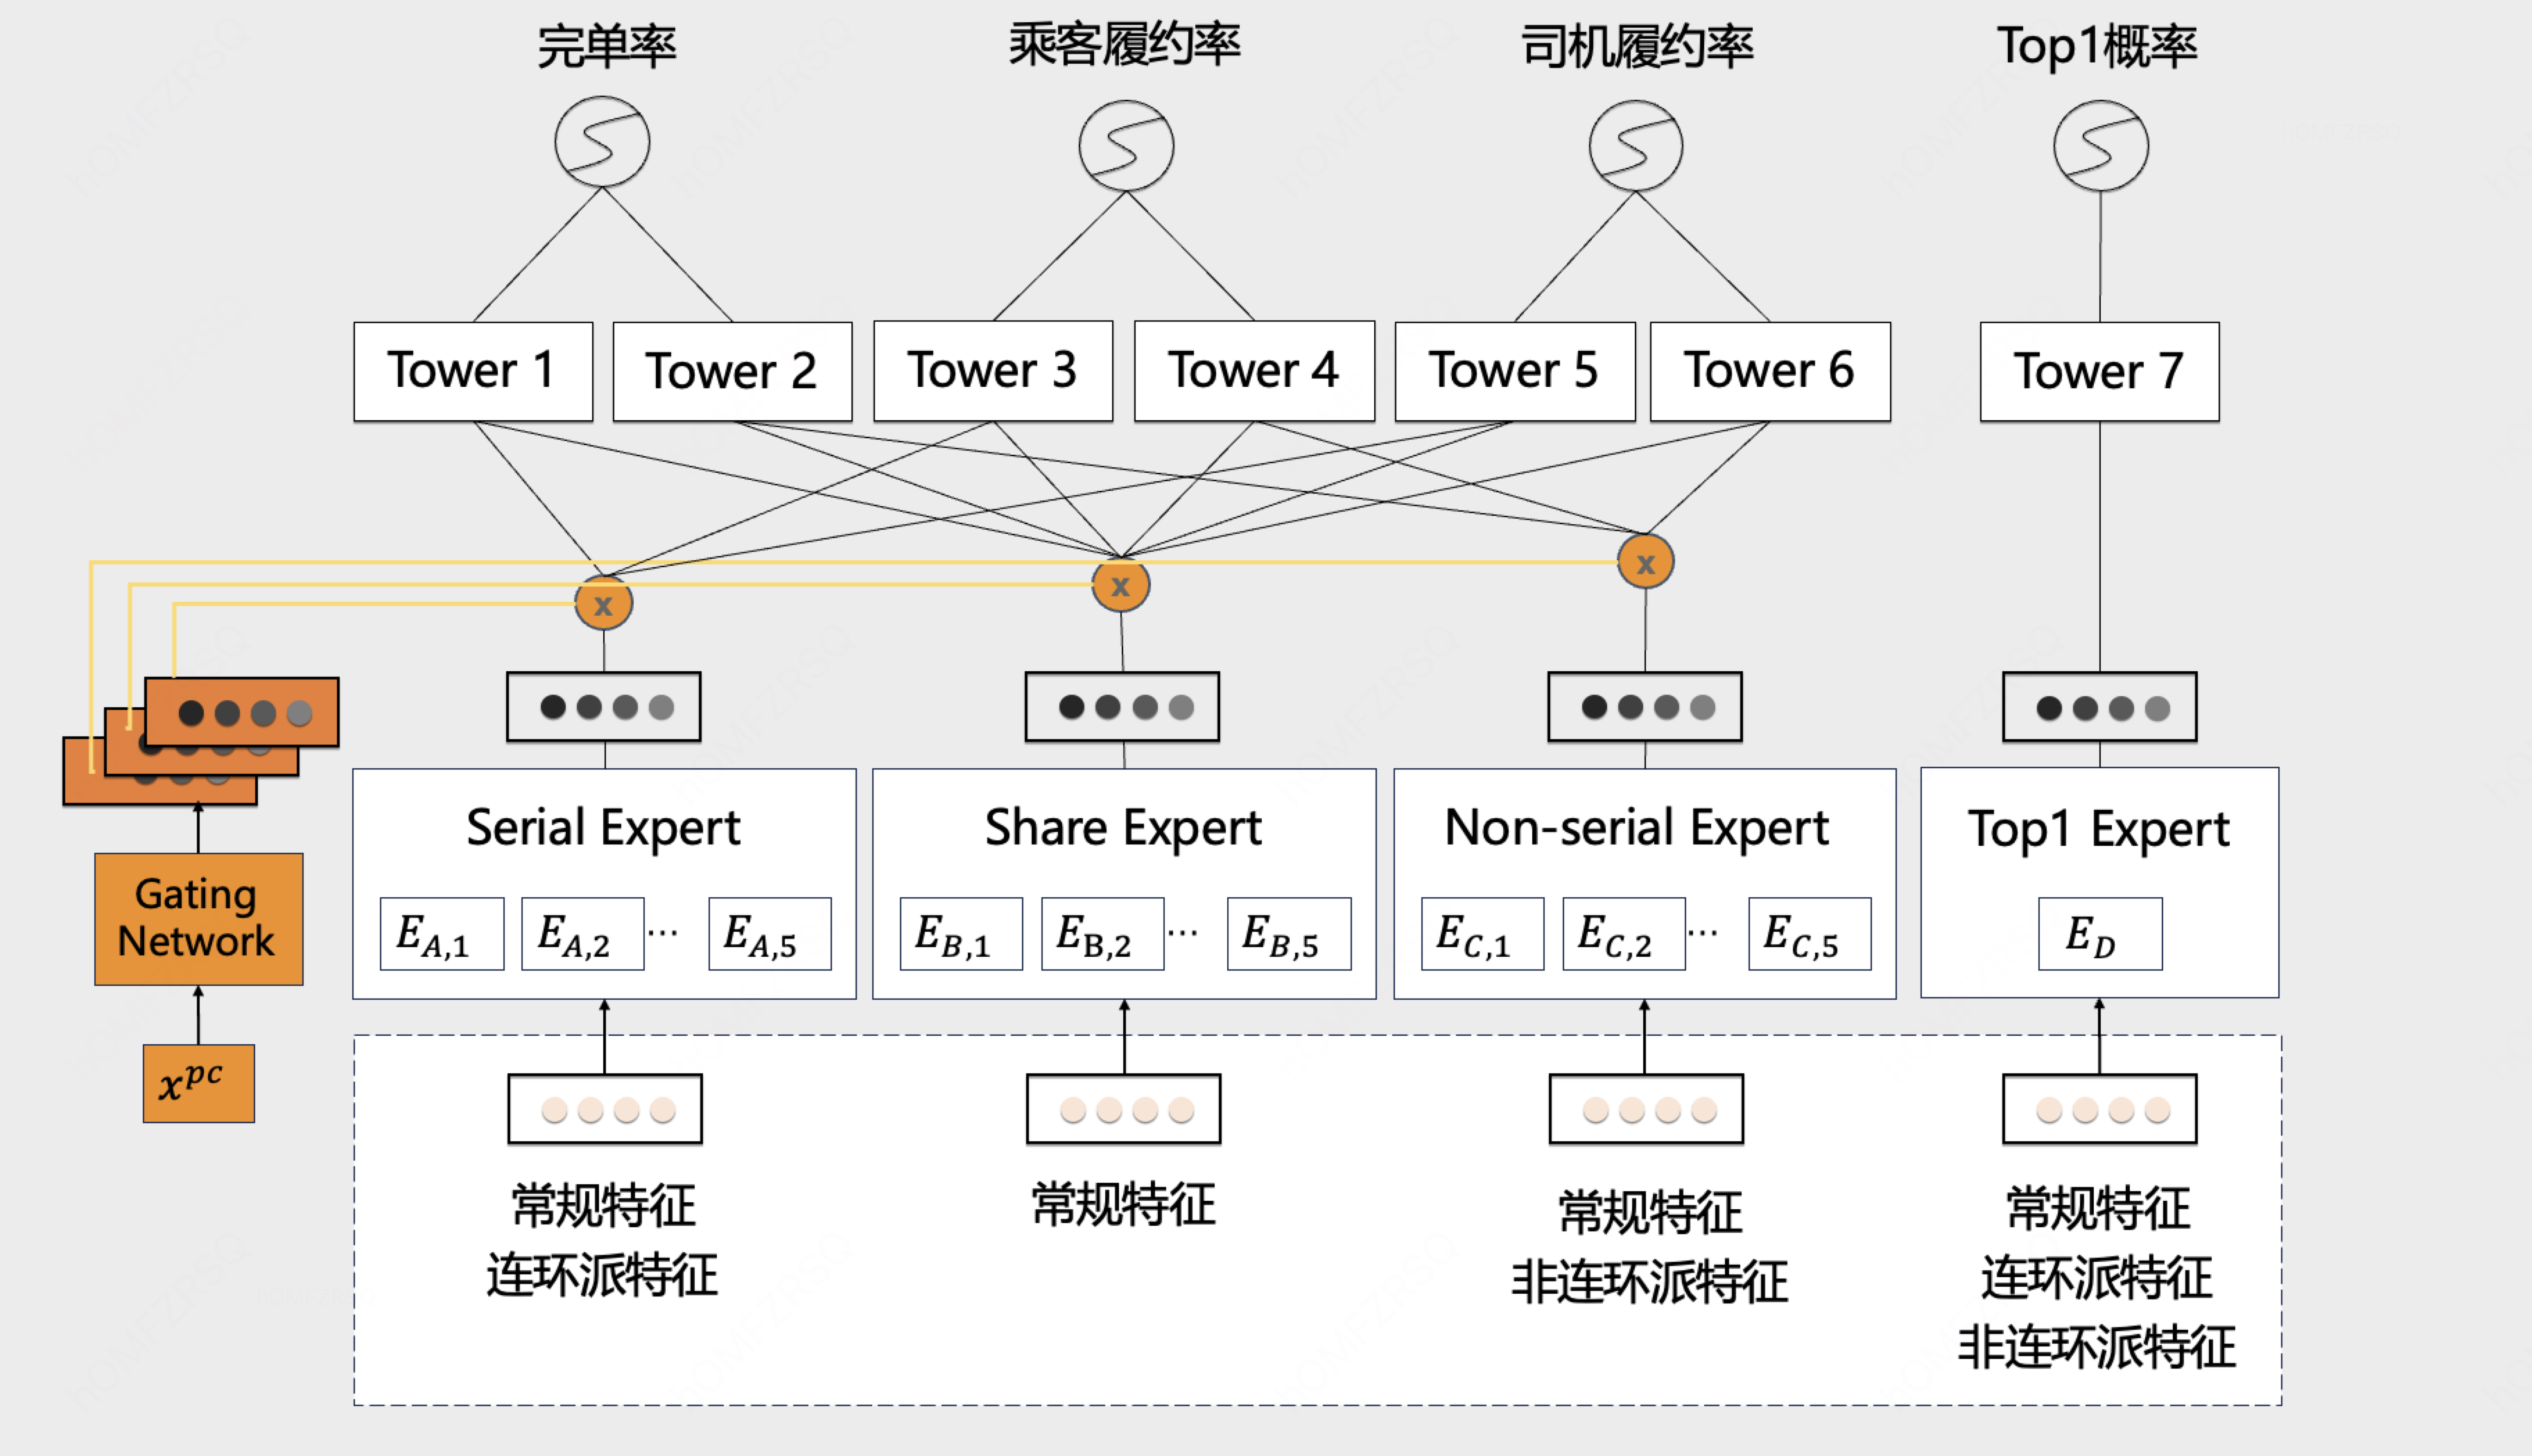 完单率
乘客履约率
司机履约率
Top1概率
Tower 1
Tower 2
Tower 3
Tower 4
Tower 5
Tower 6
Tower 7
x
x
x
Serial Expert
Share Expert
Non-serial Expert
Top1 Expert
Gating
Network
E_{A,1}
E_{A,2}
...
E_{A,5}
E_{B,1}
E_{B,2}
...
E_{B,5}
E_{C,1}
E_{C,2}
...
E_{C,5}
E_D
x^{pc}
常规特征
连环派特征
常规特征
常规特征
非连环派特征
常规特征
连环派特征
非连环派特征
hOMFZRSQ